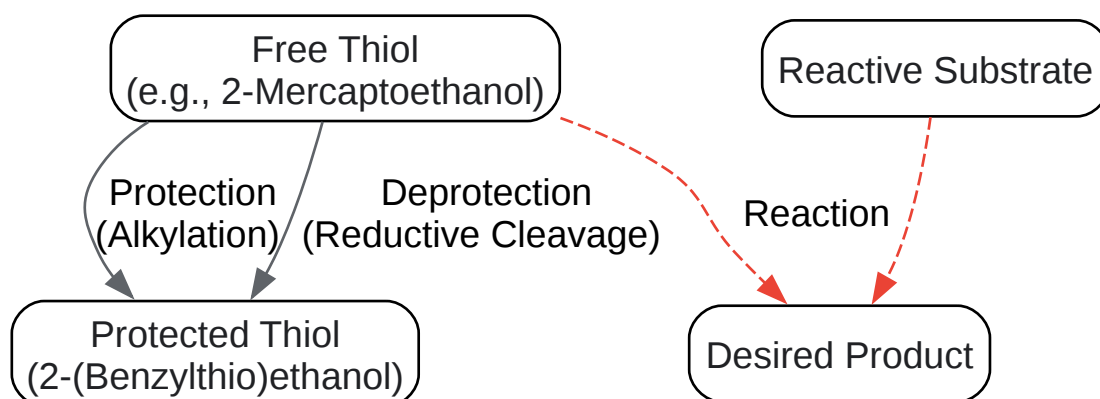 Free Thiol
(e.g., 2-Mercaptoethanol)
Reactive Substrate
Protection
(Alkylation)
Deprotection
(Reductive Cleavage)
Reaction
Protected Thiol
(2-(Benzylthio)ethanol)
Desired Product